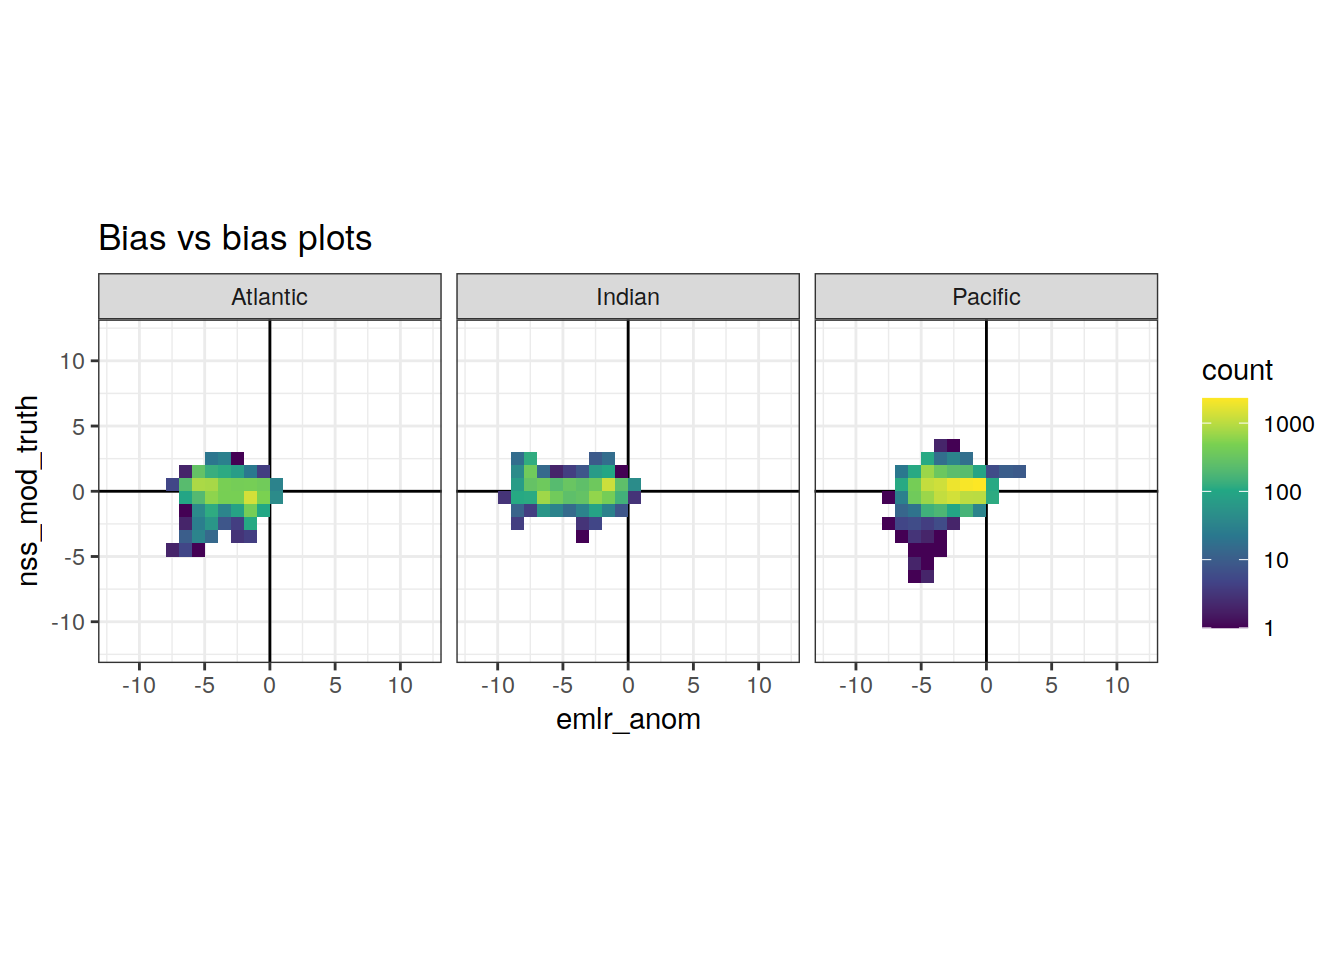 Bias vs bias plots
Atlantic Indian Pacific
nss_mod_truth
10
5
0
-5
-10
-10 -5 0 5 10 -10 -5 0 5 10 -10 -5 0 5 10
emlr_anom
count
1000
100
10
1